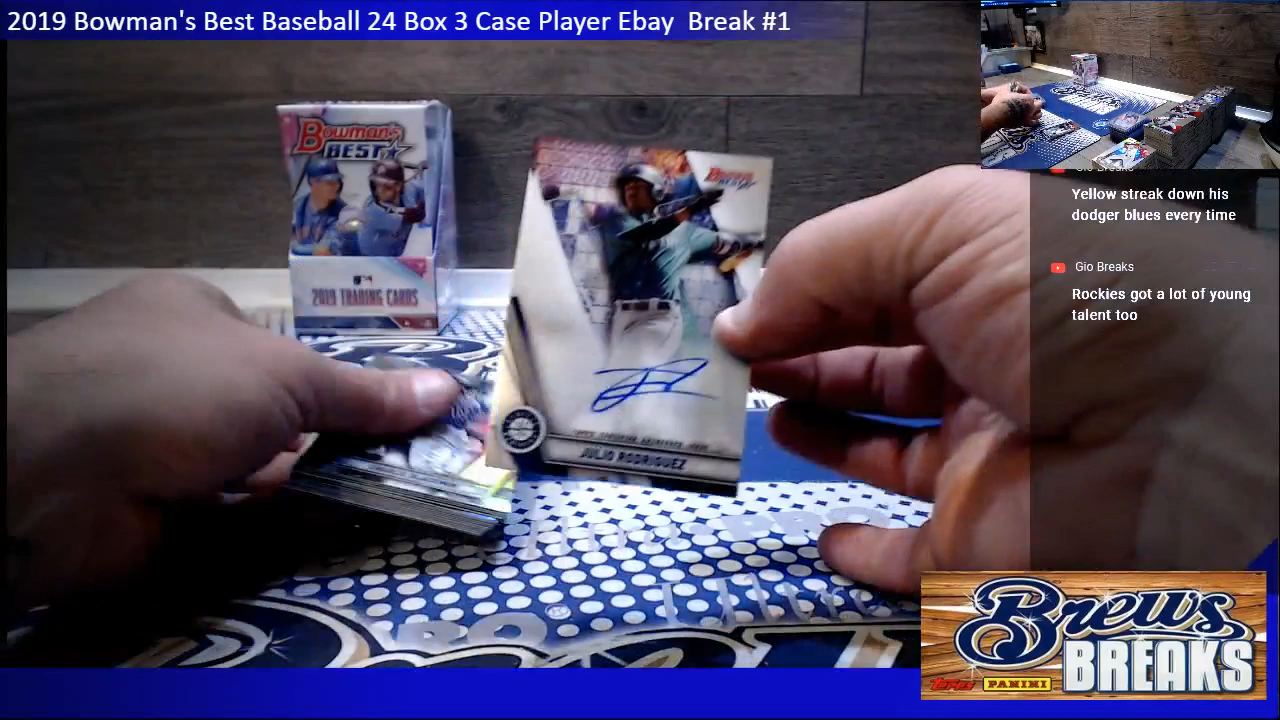 2019 Bowman's Best Baseball 24 Box 3 Case Player Ebay  Break #1
Yellow streak down his
dodger blues every time
Gio Breaks
Rockies got a lot of young
talent too
Bowman's
BEST
2019 TRADING CARDS
Bowman's
BEST
JULIO RODRIGUEZ
Brews
BREAKS
Topps PANINI